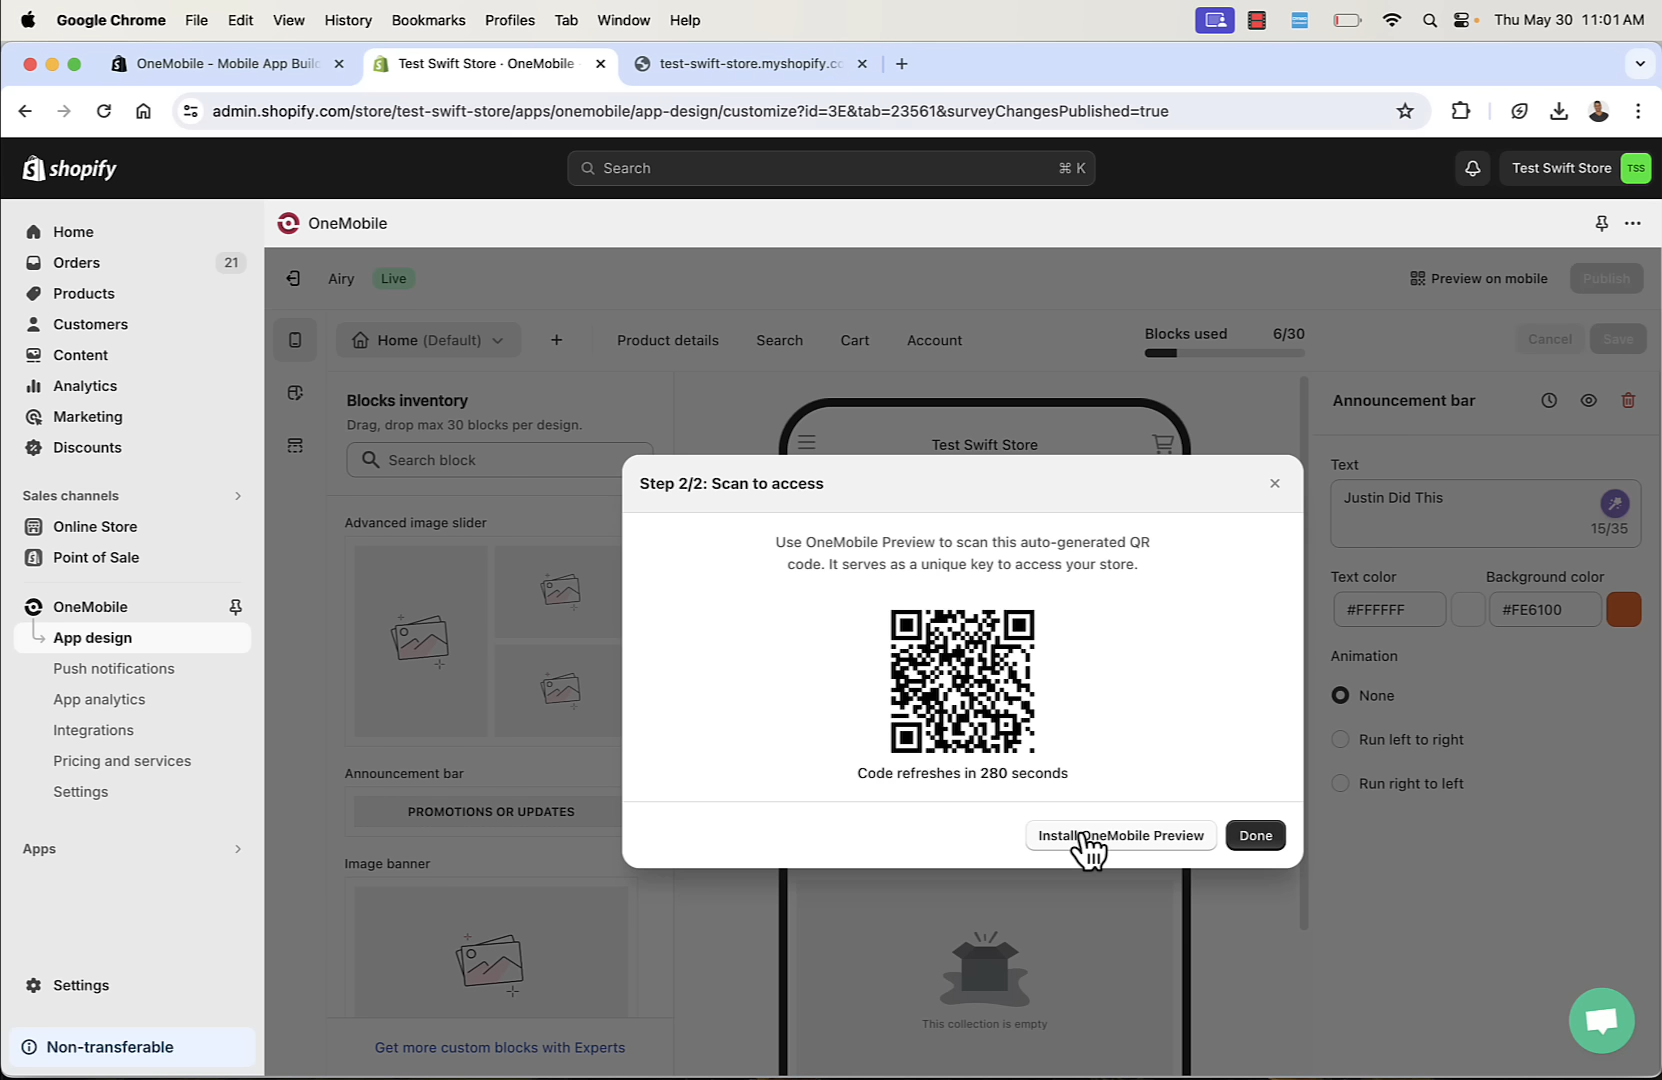 Google Chrome File Edit View History Bookmarks Profiles Tab Window Help Thu May 30 11:01 AM
OneMobile - Mobile App Buil
Test Swift Store · OneMobile
test-swift-store.myshopify.cc
admin.shopify.com/store/test-swift-store/apps/onemobile/app-design/customize?id=3E&tab=23561&surveyChangesPublished=true
shopify
Search
⌘ K
Test Swift Store
TSS
Home
Orders 21
Products
Customers
Content
Analytics
Marketing
Discounts
Sales channels
Online Store
Point of Sale
OneMobile
App design
Push notifications
App analytics
Integrations
Pricing and services
Settings
Apps
Settings
Non-transferable
OneMobile
Airy Live
Preview on mobile
Publish
Home (Default)
Product details Search Cart Account
Blocks used 6/30
Cancel Save
Blocks inventory
Drag, drop max 30 blocks per design.
Search block
Advanced image slider
Announcement bar
PROMOTIONS OR UPDATES
Image banner
Get more custom blocks with Experts
Test Swift Store
Step 2/2: Scan to access
Use OneMobile Preview to scan this auto-generated QR
code. It serves as a unique key to access your store.
Code refreshes in 280 seconds
Install OneMobile Preview
Done
This collection is empty
Announcement bar
Text
Justin Did This
15/35
Text color Background color
#FFFFFF #FE6100
Animation
None
Run left to right
Run right to left